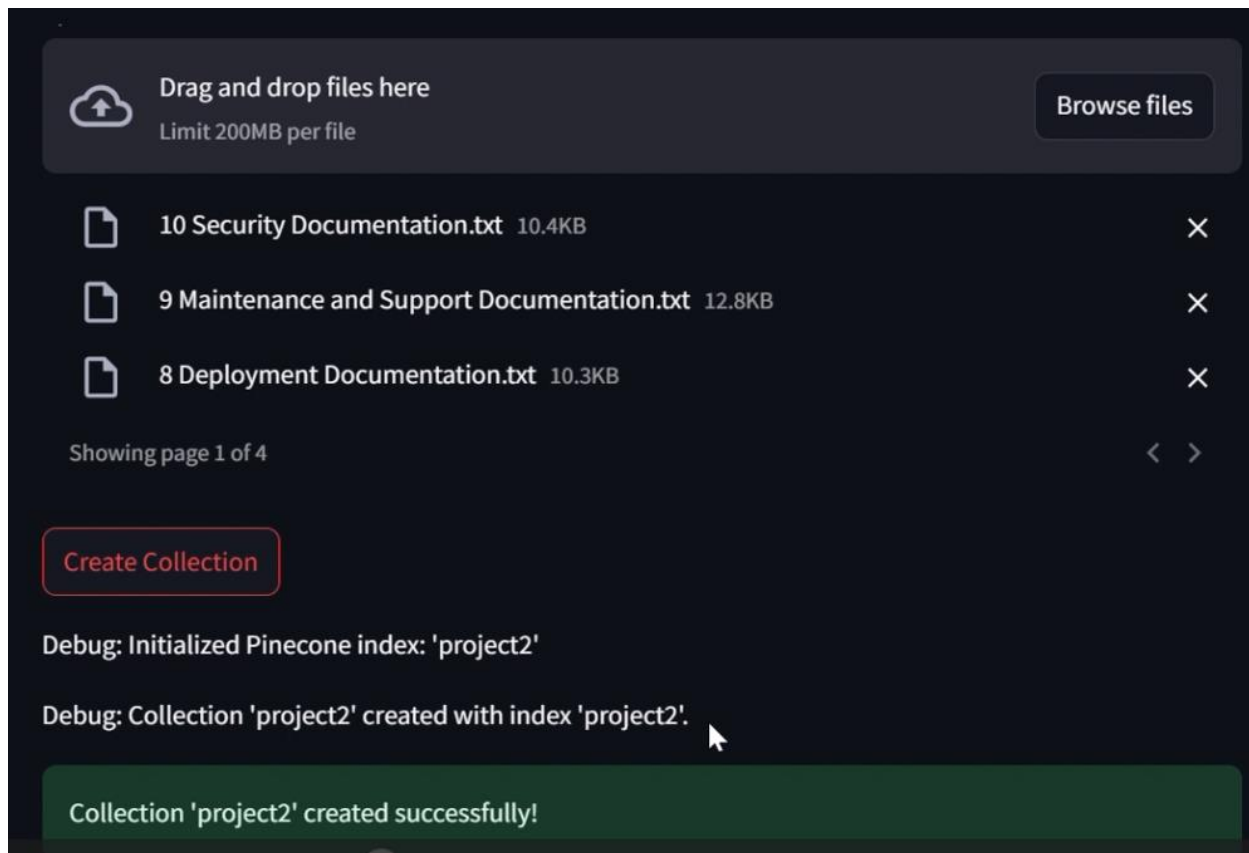 Drag and drop files here
Limit 200MB per file
Browse files
10 Security Documentation.txt 10.4KB
9 Maintenance and Support Documentation.txt 12.8KB
8 Deployment Documentation.txt 10.3KB
Showing page 1 of 4
Create Collection
Debug: Initialized Pinecone index: 'project2'
Debug: Collection 'project2' created with index 'project2'.
Collection 'project2' created successfully!